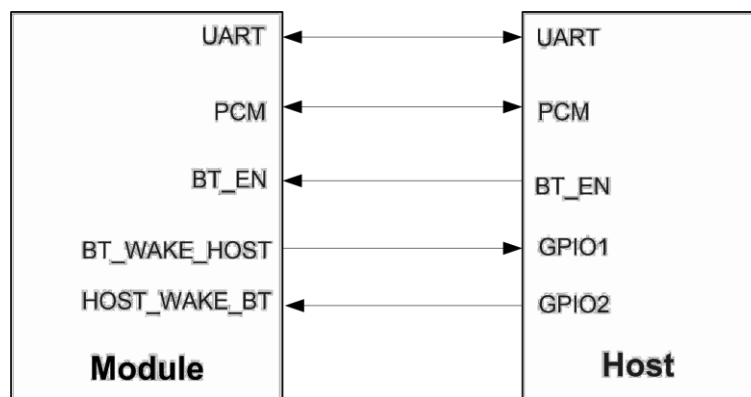 UART UART
PCM PCM
BT_EN BT_EN
BT_WAKE_HOST GPIO1
HOST_WAKE_BT GPIO2
Module Host